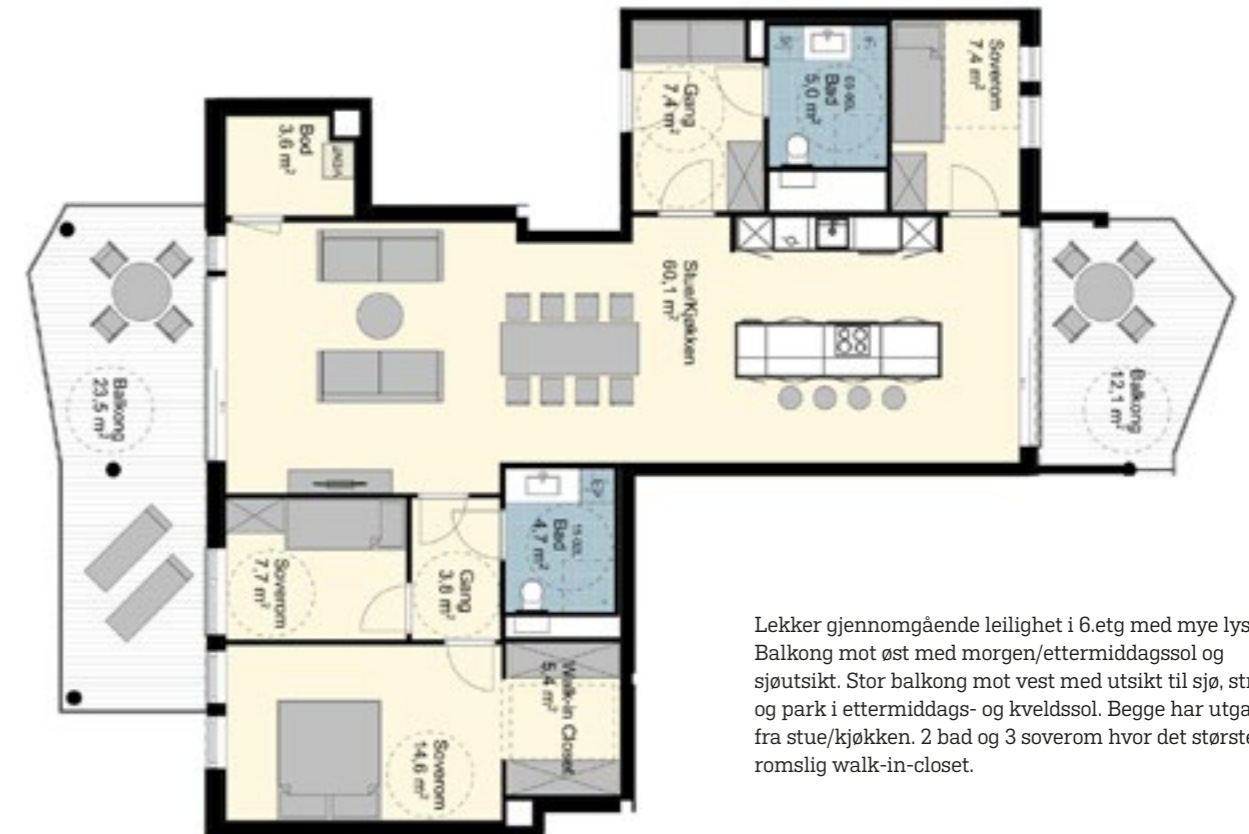 Soverom
7,4 m²
Bad
5,0 m²
Gang
7,4 m²
Bod
3,6 m²
VENT
Stue/Kjøkken
60,1 m²
Balkong
23,5 m²
Balkong
12,1 m²
Bad
4,7 m²
Gang
3,8 m²
Soverom
7,7 m²
Walk-in Closet
5,4 m²
Soverom
14,6 m²
Lekker gjennomgående leilighet i 6.etg med mye lys
Balkong mot øst med morgen/ettermiddagssol og
sjøutsikt. Stor balkong mot vest med utsikt til sjø, str
og park i ettermiddags- og kveldssol. Begge har utga
fra stue/kjøkken. 2 bad og 3 soverom hvor det største
romslig walk-in-closet.